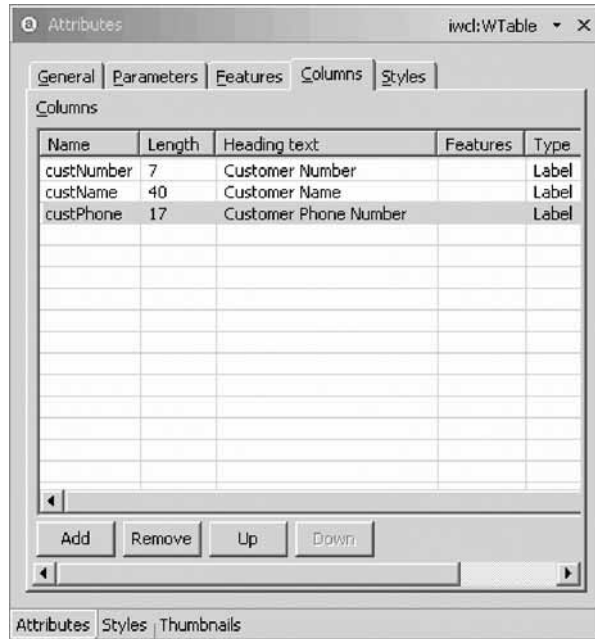 Attributes iwcl:WTable
General Parameters Features Columns Styles
Columns
Name Length Heading text Features Type
custNumber 7 Customer Number Label
custName 40 Customer Name Label
custPhone 17 Customer Phone Number Label
Add Remove Up Down
Attributes Styles Thumbnails